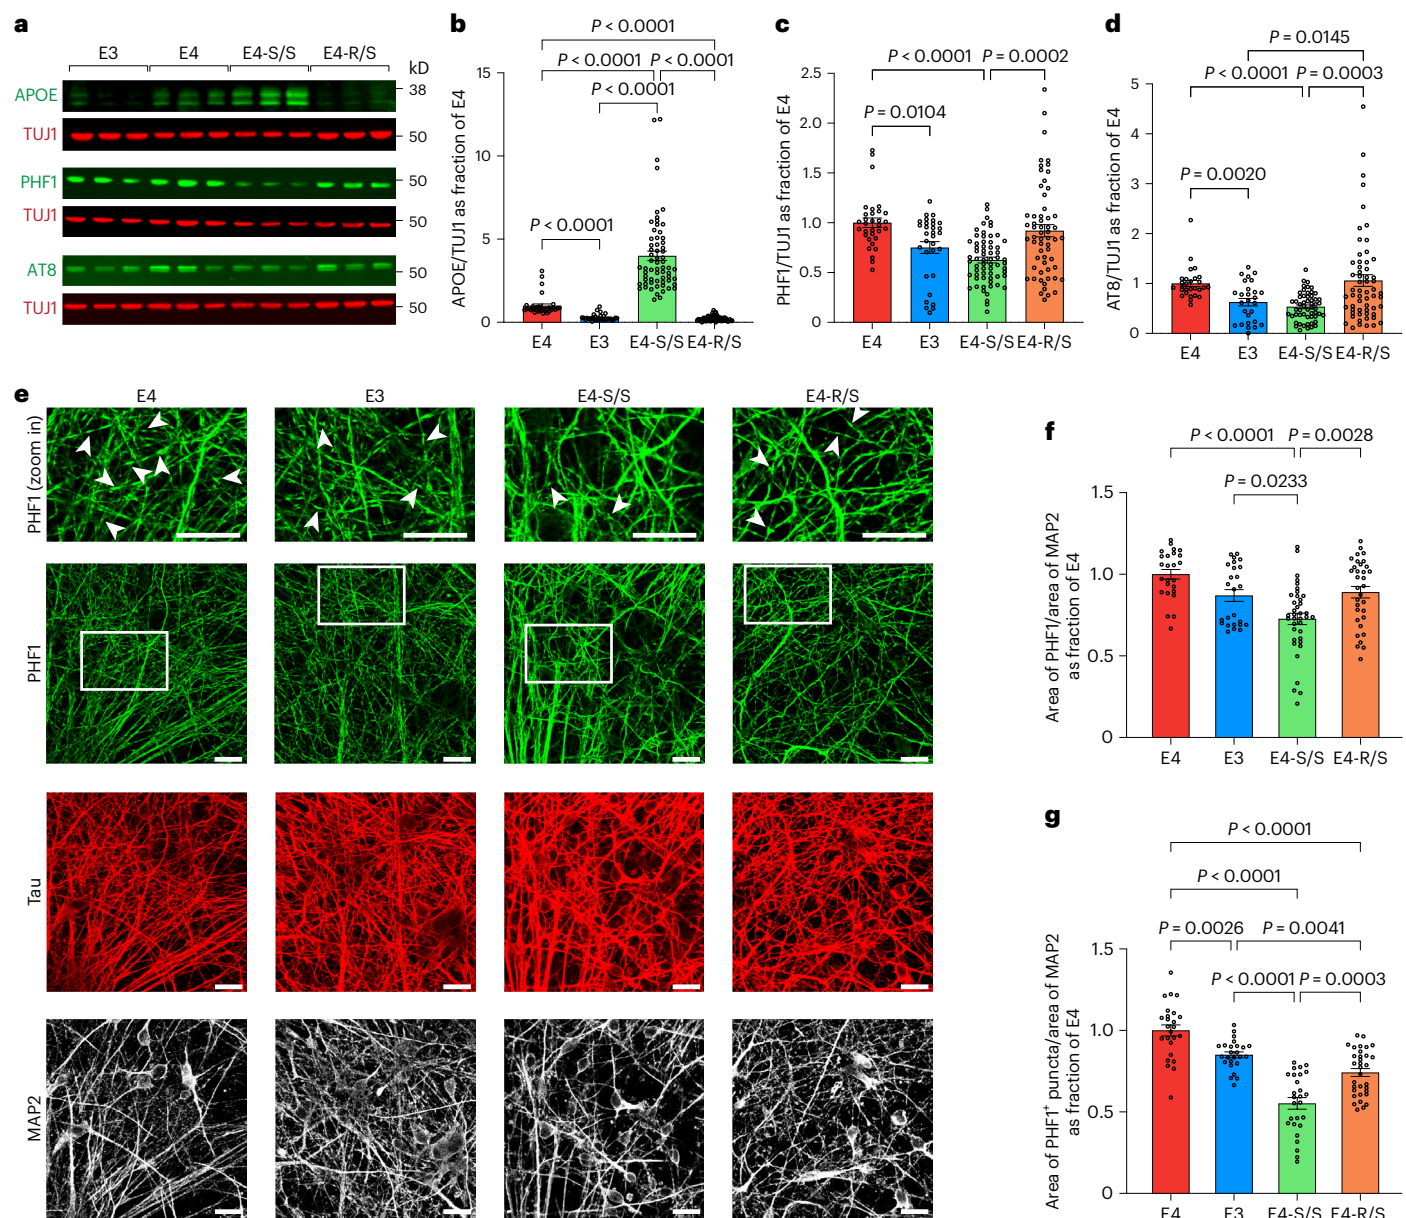 a
E3 E4 E4-S/S E4-R/S
kD
APOE
38
TUJ1
50
PHF1
50
TUJ1
50
AT8
50
TUJ1
50
b
P < 0.0001
P < 0.0001 P < 0.0001
P < 0.0001
P < 0.0001
APOE/TUJ1 as fraction of E4
15
10
5
0
E4 E3 E4-S/S E4-R/S
c
P < 0.0001 P = 0.0002
P = 0.0104
PHF1/TUJ1 as fraction of E4
2.5
2.0
1.5
1.0
0.5
0
E4 E3 E4-S/S E4-R/S
d
P = 0.0145
P < 0.0001 P = 0.0003
P = 0.0020
AT8/TUJ1 as fraction of E4
5
4
3
2
1
0
E4 E3 E4-S/S E4-R/S
e
E4 E3 E4-S/S E4-R/S
PHF1 (zoom in)
PHF1
Tau
MAP2
f
P < 0.0001 P = 0.0028
P = 0.0233
Area of PHF1/area of MAP2
as fraction of E4
1.5
1.0
0.5
0
E4 E3 E4-S/S E4-R/S
g
P < 0.0001
P < 0.0001
P = 0.0026 P = 0.0041
P < 0.0001 P = 0.0003
Area of PHF1⁺ puncta/area of MAP2
as fraction of E4
1.5
1.0
0.5
0
E4 E3 E4-S/S E4-R/S